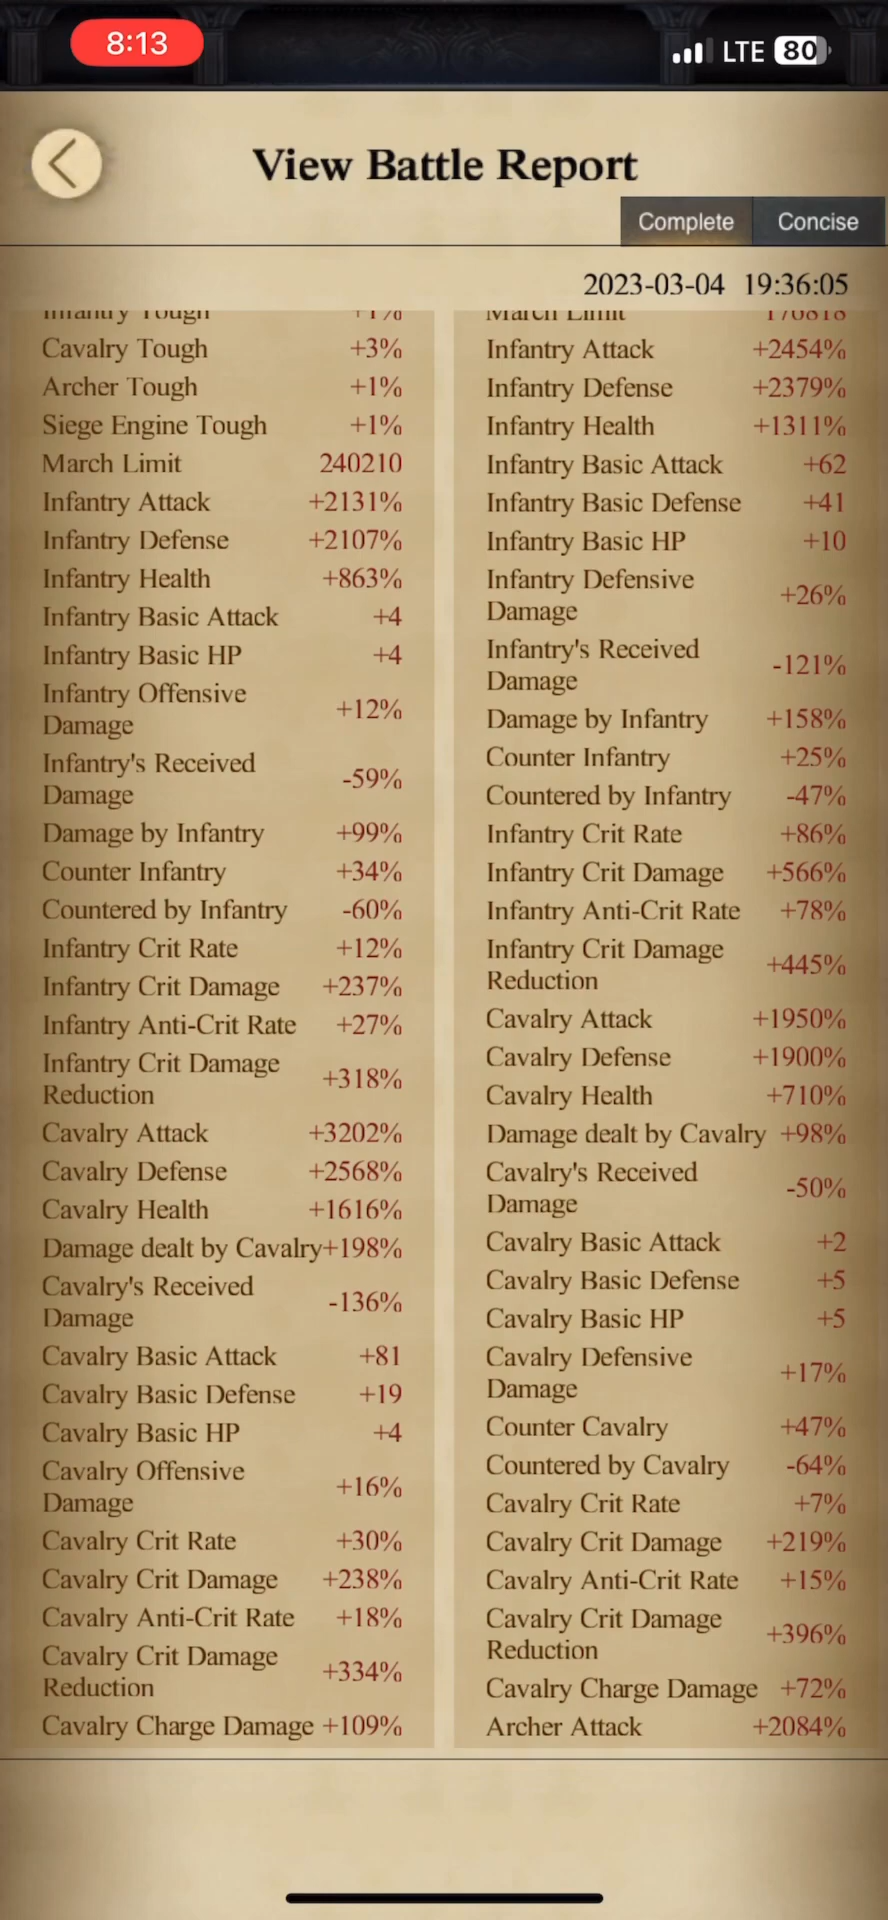 8:13
LTE 80
View Battle Report
Complete Concise
2023-03-04 19:36:05
Infantry Tough +1%
Cavalry Tough +3%
Archer Tough +1%
Siege Engine Tough +1%
March Limit 240210
Infantry Attack +2131%
Infantry Defense +2107%
Infantry Health +863%
Infantry Basic Attack +4
Infantry Basic HP +4
Infantry Offensive
Damage +12%
Infantry's Received
Damage -59%
Damage by Infantry +99%
Counter Infantry +34%
Countered by Infantry -60%
Infantry Crit Rate +12%
Infantry Crit Damage +237%
Infantry Anti-Crit Rate +27%
Infantry Crit Damage
Reduction +318%
Cavalry Attack +3202%
Cavalry Defense +2568%
Cavalry Health +1616%
Damage dealt by Cavalry+198%
Cavalry's Received
Damage -136%
Cavalry Basic Attack +81
Cavalry Basic Defense +19
Cavalry Basic HP +4
Cavalry Offensive
Damage +16%
Cavalry Crit Rate +30%
Cavalry Crit Damage +238%
Cavalry Anti-Crit Rate +18%
Cavalry Crit Damage
Reduction +334%
Cavalry Charge Damage +109%
March Limit 170818
Infantry Attack +2454%
Infantry Defense +2379%
Infantry Health +1311%
Infantry Basic Attack +62
Infantry Basic Defense +41
Infantry Basic HP +10
Infantry Defensive
Damage +26%
Infantry's Received
Damage -121%
Damage by Infantry +158%
Counter Infantry +25%
Countered by Infantry -47%
Infantry Crit Rate +86%
Infantry Crit Damage +566%
Infantry Anti-Crit Rate +78%
Infantry Crit Damage
Reduction +445%
Cavalry Attack +1950%
Cavalry Defense +1900%
Cavalry Health +710%
Damage dealt by Cavalry +98%
Cavalry's Received
Damage -50%
Cavalry Basic Attack +2
Cavalry Basic Defense +5
Cavalry Basic HP +5
Cavalry Defensive
Damage +17%
Counter Cavalry +47%
Countered by Cavalry -64%
Cavalry Crit Rate +7%
Cavalry Crit Damage +219%
Cavalry Anti-Crit Rate +15%
Cavalry Crit Damage
Reduction +396%
Cavalry Charge Damage +72%
Archer Attack +2084%